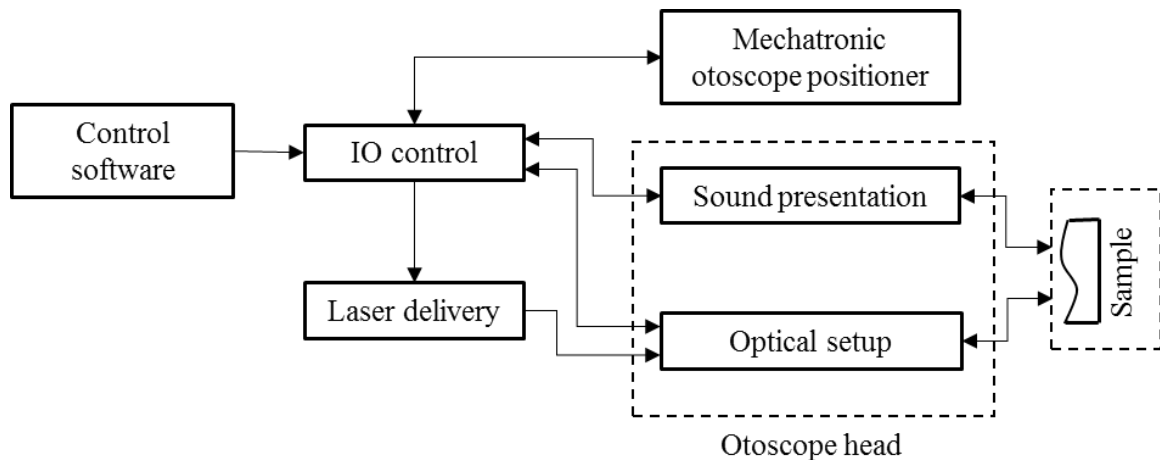 Mechatronic
otoscope positioner
Control
software
IO control
Sound presentation
Sample
Laser delivery
Optical setup
Otoscope head